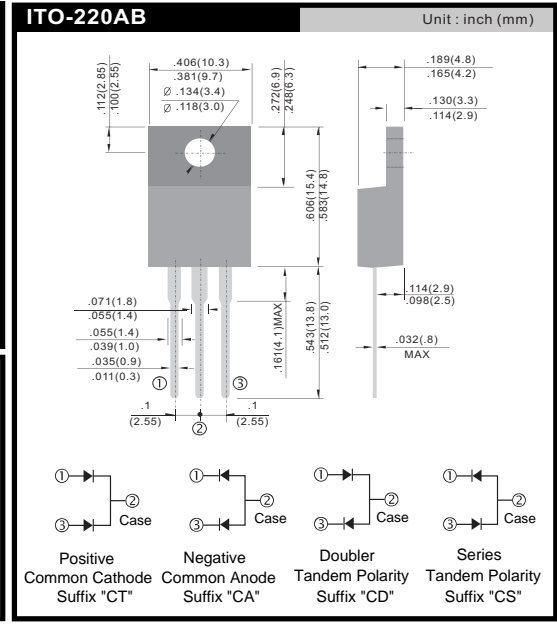 ITO-220AB
Unit : inch (mm)
.112(2.85)
.100(2.55)
.406(10.3)
.381(9.7)
Ø .134(3.4)
Ø .118(3.0)
.272(6.9)
.248(6.3)
.189(4.8)
.165(4.2)
.130(3.3)
.114(2.9)
.606(15.4)
.583(14.8)
.071(1.8)
.055(1.4)
.055(1.4)
.039(1.0)
.035(0.9)
.011(0.3)
.161(4.1)MAX
.543(13.8)
.512(13.0)
.114(2.9)
.098(2.5)
.032(.8)
MAX
① ③
.1
(2.55)
②
.1
(2.55)
① ② ③ Case
① ② ③ Case
① ② ③ Case
① ② ③ Case
Positive
Common Cathode
Suffix "CT"
Negative
Common Anode
Suffix "CA"
Doubler
Tandem Polarity
Suffix "CD"
Series
Tandem Polarity
Suffix "CS"